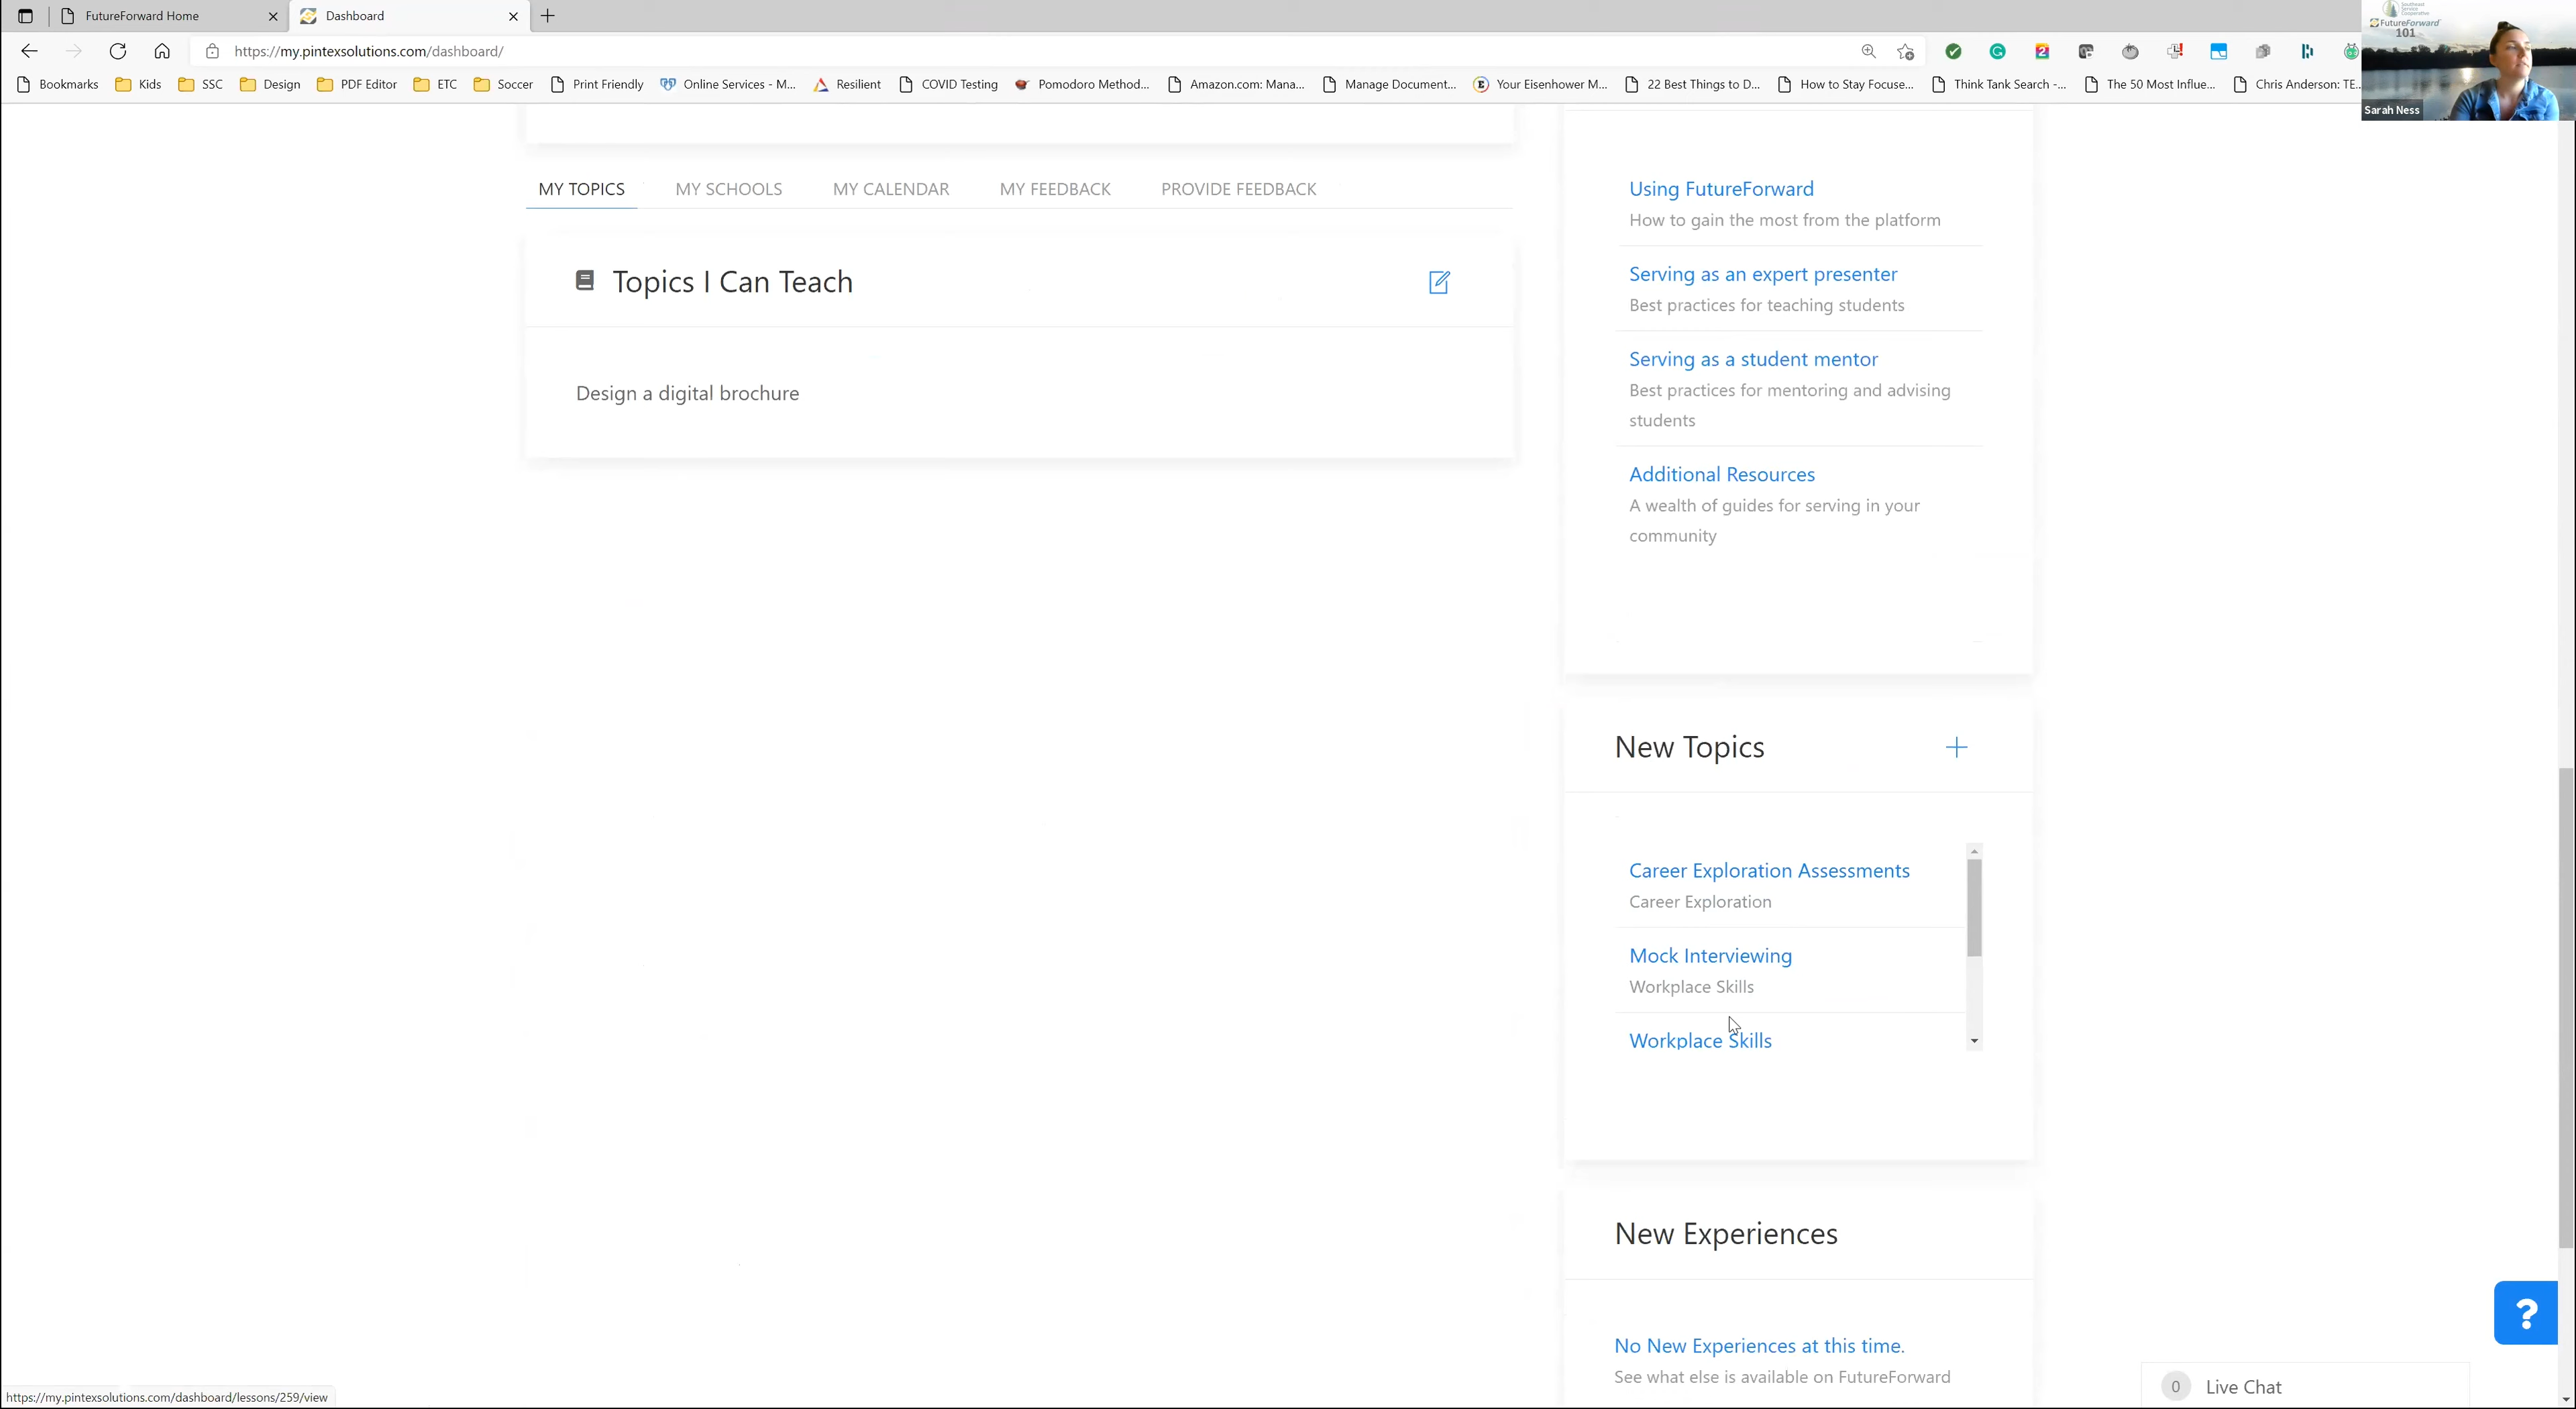 FutureForward Home
Dashboard
https://my.pintexsolutions.com/dashboard/
Bookmarks Kids SSC Design PDF Editor ETC Soccer Print Friendly Online Services - M... Resilient COVID Testing Pomodoro Method... Amazon.com: Mana... Manage Document... Your Eisenhower M... 22 Best Things to D... How to Stay Focuse... Think Tank Search -... The 50 Most Influe... Chris Anderson: TE...
Southeast
Service
Cooperative
FutureForward
101
Sarah Ness
MY TOPICS MY SCHOOLS MY CALENDAR MY FEEDBACK PROVIDE FEEDBACK
Topics I Can Teach
Design a digital brochure
Using FutureForward
How to gain the most from the platform
Serving as an expert presenter
Best practices for teaching students
Serving as a student mentor
Best practices for mentoring and advising
students
Additional Resources
A wealth of guides for serving in your
community
New Topics
Career Exploration Assessments
Career Exploration
Mock Interviewing
Workplace Skills
Workplace Skills
New Experiences
No New Experiences at this time.
See what else is available on FutureForward
?
0 Live Chat
https://my.pintexsolutions.com/dashboard/lessons/259/view